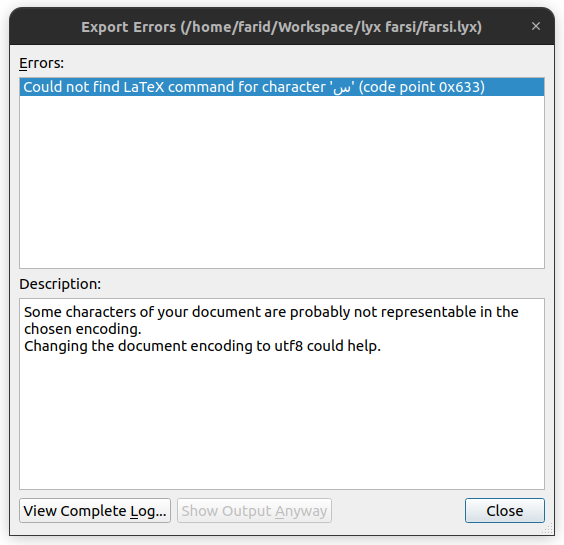 Export Errors (/home/farid/Workspace/lyx farsi/farsi.lyx)
Errors:
Could not find LaTeX command for character 'س' (code point 0x633)
Description:
Some characters of your document are probably not representable in the
chosen encoding.
Changing the document encoding to utf8 could help.
View Complete Log...
Show Output Anyway
Close